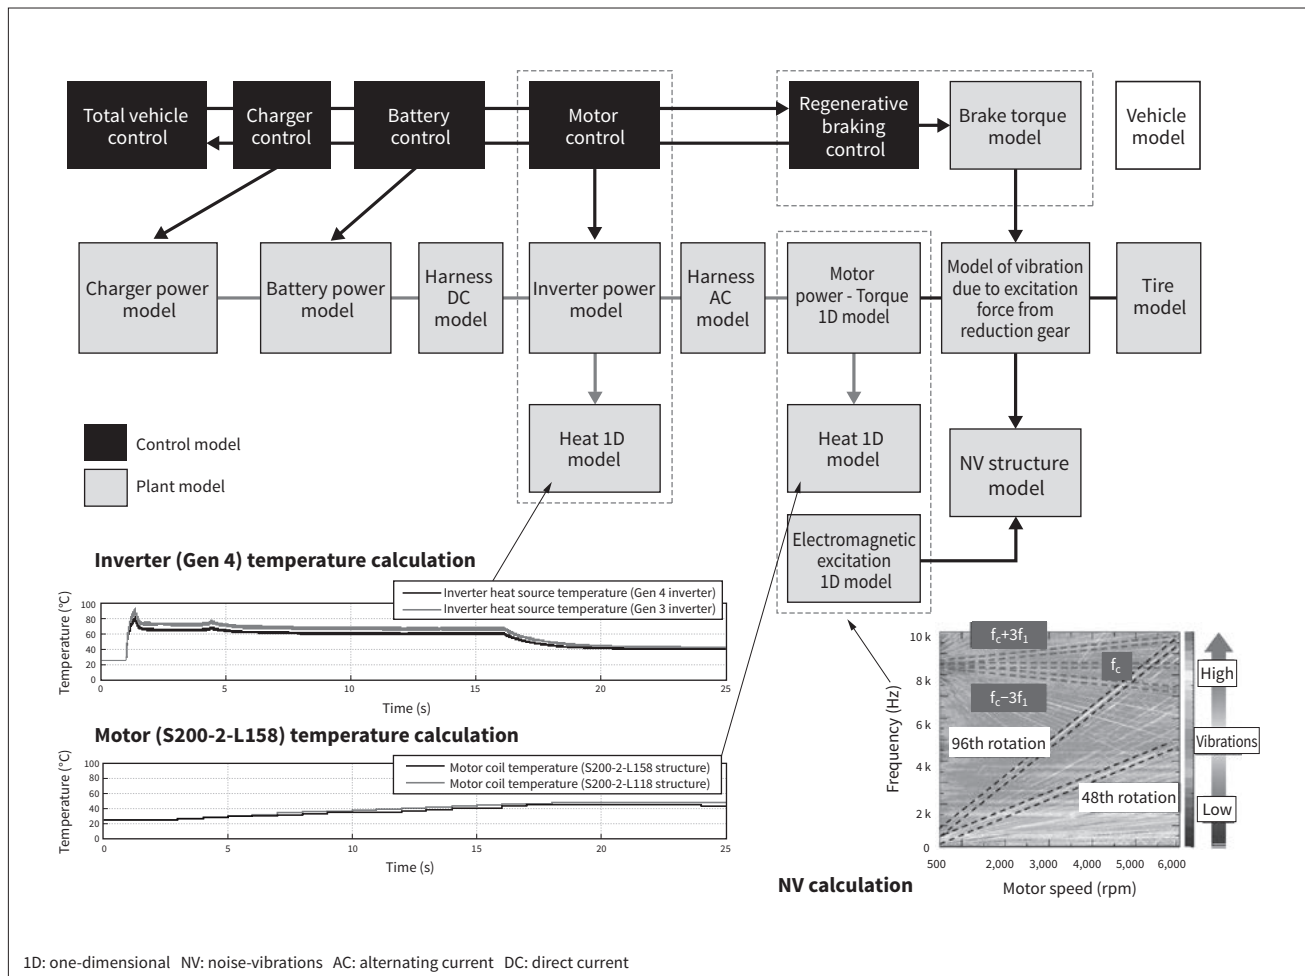 Total vehicle
control
Charger
control
Battery
control
Motor
control
Regenerative
braking
control
Brake torque
model
Vehicle
model
Charger power
model
Battery power
model
Harness
DC
model
Inverter power
model
Harness
AC
model
Motor
power - Torque
1D model
Model of vibration
due to excitation
force from
reduction gear
Tire
model
Control model
Plant model
Heat 1D
model
Heat 1D
model
NV structure
model
Electromagnetic
excitation
1D model
Inverter (Gen 4) temperature calculation
Inverter heat source temperature (Gen 4 inverter)
Inverter heat source temperature (Gen 3 inverter)
Temperature (°C)
100
80
60
40
20
0
0 5 10 15 20 25
Time (s)
Motor (S200-2-L158) temperature calculation
Motor coil temperature (S200-2-L158 structure)
Motor coil temperature (S200-2-L118 structure)
Temperature (°C)
100
80
60
40
20
0
0 5 10 15 20 25
Time (s)
Frequency (Hz)
10 k
8 k
6 k
4 k
2 k
0
fc+3f1
fc
fc−3f1
96th rotation
48th rotation
High
Vibrations
Low
500 2,000 3,000 4,000 5,000 6,000
Motor speed (rpm)
NV calculation
1D: one-dimensional NV: noise-vibrations AC: alternating current DC: direct current